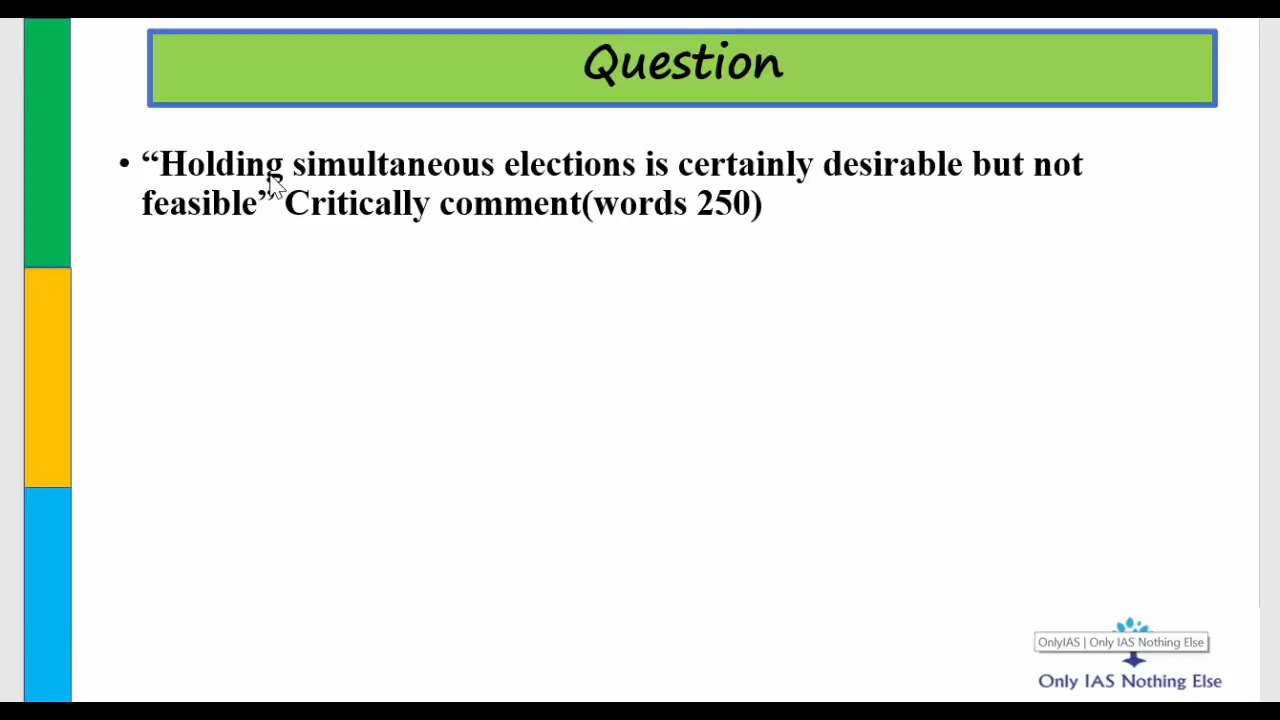 Question
• “Holding simultaneous elections is certainly desirable but not
feasible” Critically comment(words 250)
OnlyIAS | Only IAS Nothing Else
Only IAS Nothing Else